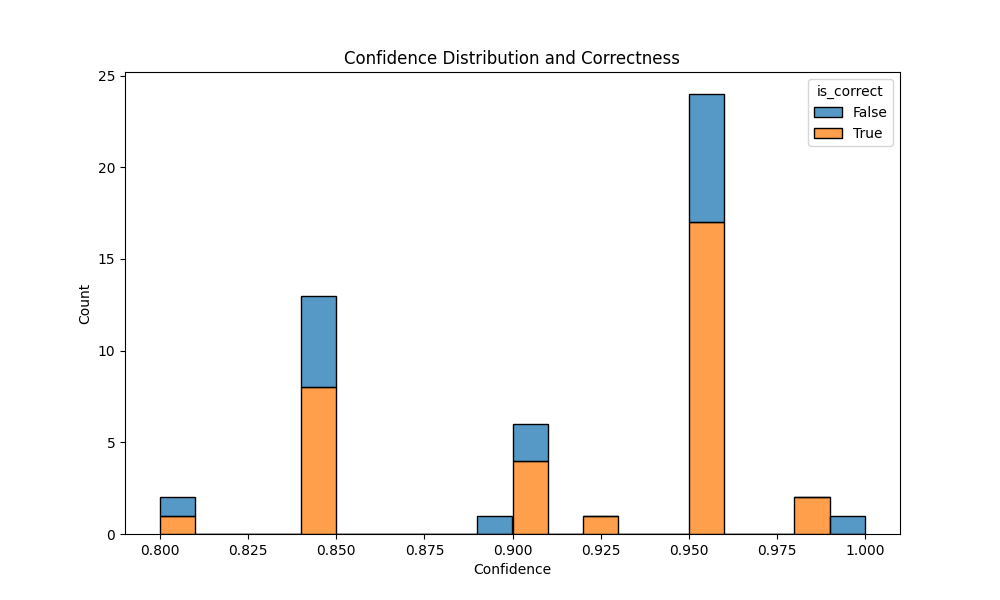 Confidence Distribution and Correctness
is_correct
False
True
25
20
15
10
5
0
Count
0.800 0.825 0.850 0.875 0.900 0.925 0.950 0.975 1.000
Confidence